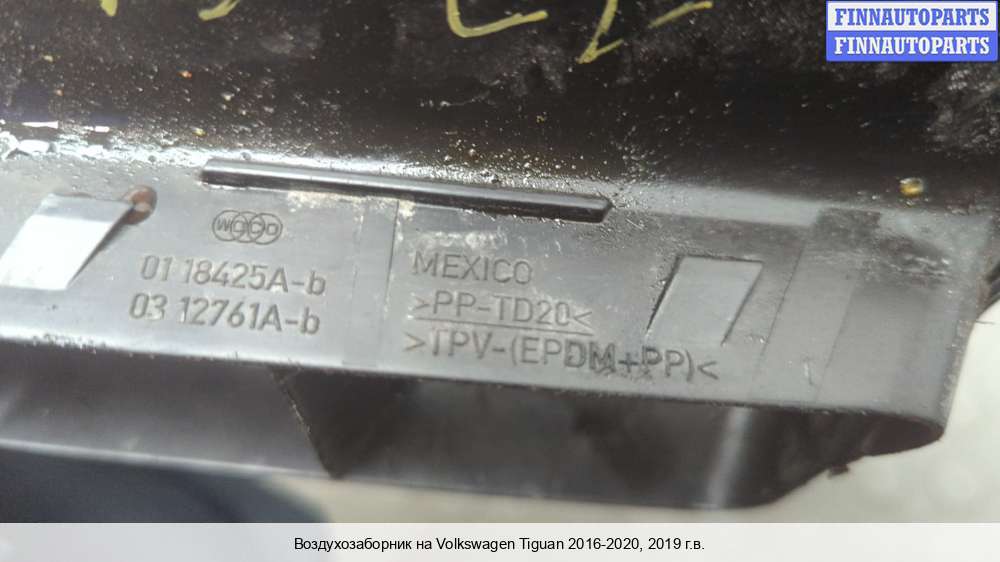 FINNAUTOPARTS
FINNAUTOPARTS
01 18425A-b
03 12761A-b
MEXICO
>PP-TD20<
>TPV-(EPDM+PP)<
Воздухозаборник на Volkswagen Tiguan 2016-2020, 2019 г.в.